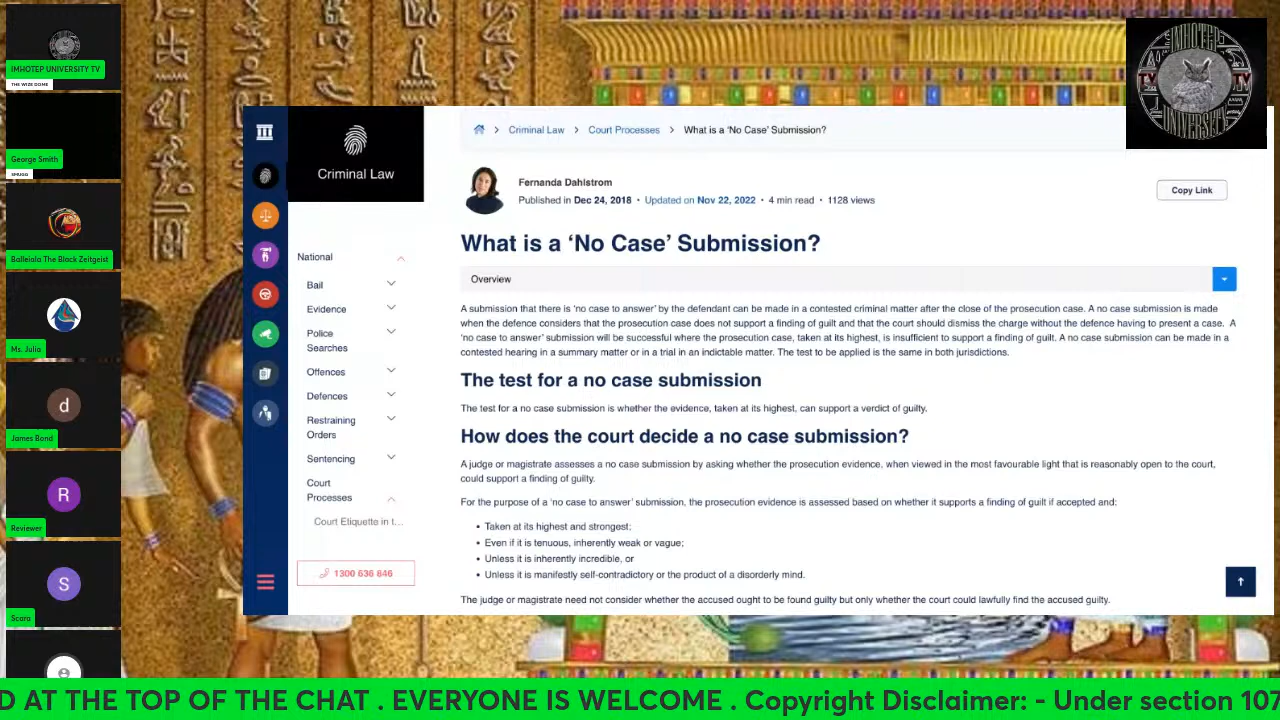 IMHOTEP UNIVERSITY TV
THE WIZE DOME
George Smith
SMUGG
Balleiala The Black Zeitgeist
Ms. Julia
d
James Bond
R
Reviewer
S
Scara
Criminal Law
National
Bail
Evidence
Police
Searches
Offences
Defences
Restraining
Orders
Sentencing
Court
Processes
Court Etiquette in t...
1300 636 846
Criminal Law > Court Processes > What is a ‘No Case’ Submission?
Fernanda Dahlstrom
Published in Dec 24, 2018 • Updated on Nov 22, 2022 • 4 min read • 1128 views
Copy Link
What is a ‘No Case’ Submission?
Overview
A submission that there is ‘no case to answer’ by the defendant can be made in a contested criminal matter after the close of the prosecution case. A no case submission is made
when the defence considers that the prosecution case does not support a finding of guilt and that the court should dismiss the charge without the defence having to present a case. A
‘no case to answer’ submission will be successful where the prosecution case, taken at its highest, is insufficient to support a finding of guilt. A no case submission can be made in a
contested hearing in a summary matter or in a trial in an indictable matter. The test to be applied is the same in both jurisdictions.
The test for a no case submission
The test for a no case submission is whether the evidence, taken at its highest, can support a verdict of guilty.
How does the court decide a no case submission?
A judge or magistrate assesses a no case submission by asking whether the prosecution evidence, when viewed in the most favourable light that is reasonably open to the court,
could support a finding of guilty.
For the purpose of a ‘no case to answer’ submission, the prosecution evidence is assessed based on whether it supports a finding of guilt if accepted and:
• Taken at its highest and strongest;
• Even if it is tenuous, inherently weak or vague;
• Unless it is inherently incredible, or
• Unless it is manifestly self-contradictory or the product of a disorderly mind.
The judge or magistrate need not consider whether the accused ought to be found guilty but only whether the court could lawfully find the accused guilty.
IMHOTEP
TV TV
UNIVERSITY
D AT THE TOP OF THE CHAT . EVERYONE IS WELCOME . Copyright Disclaimer: - Under section 107